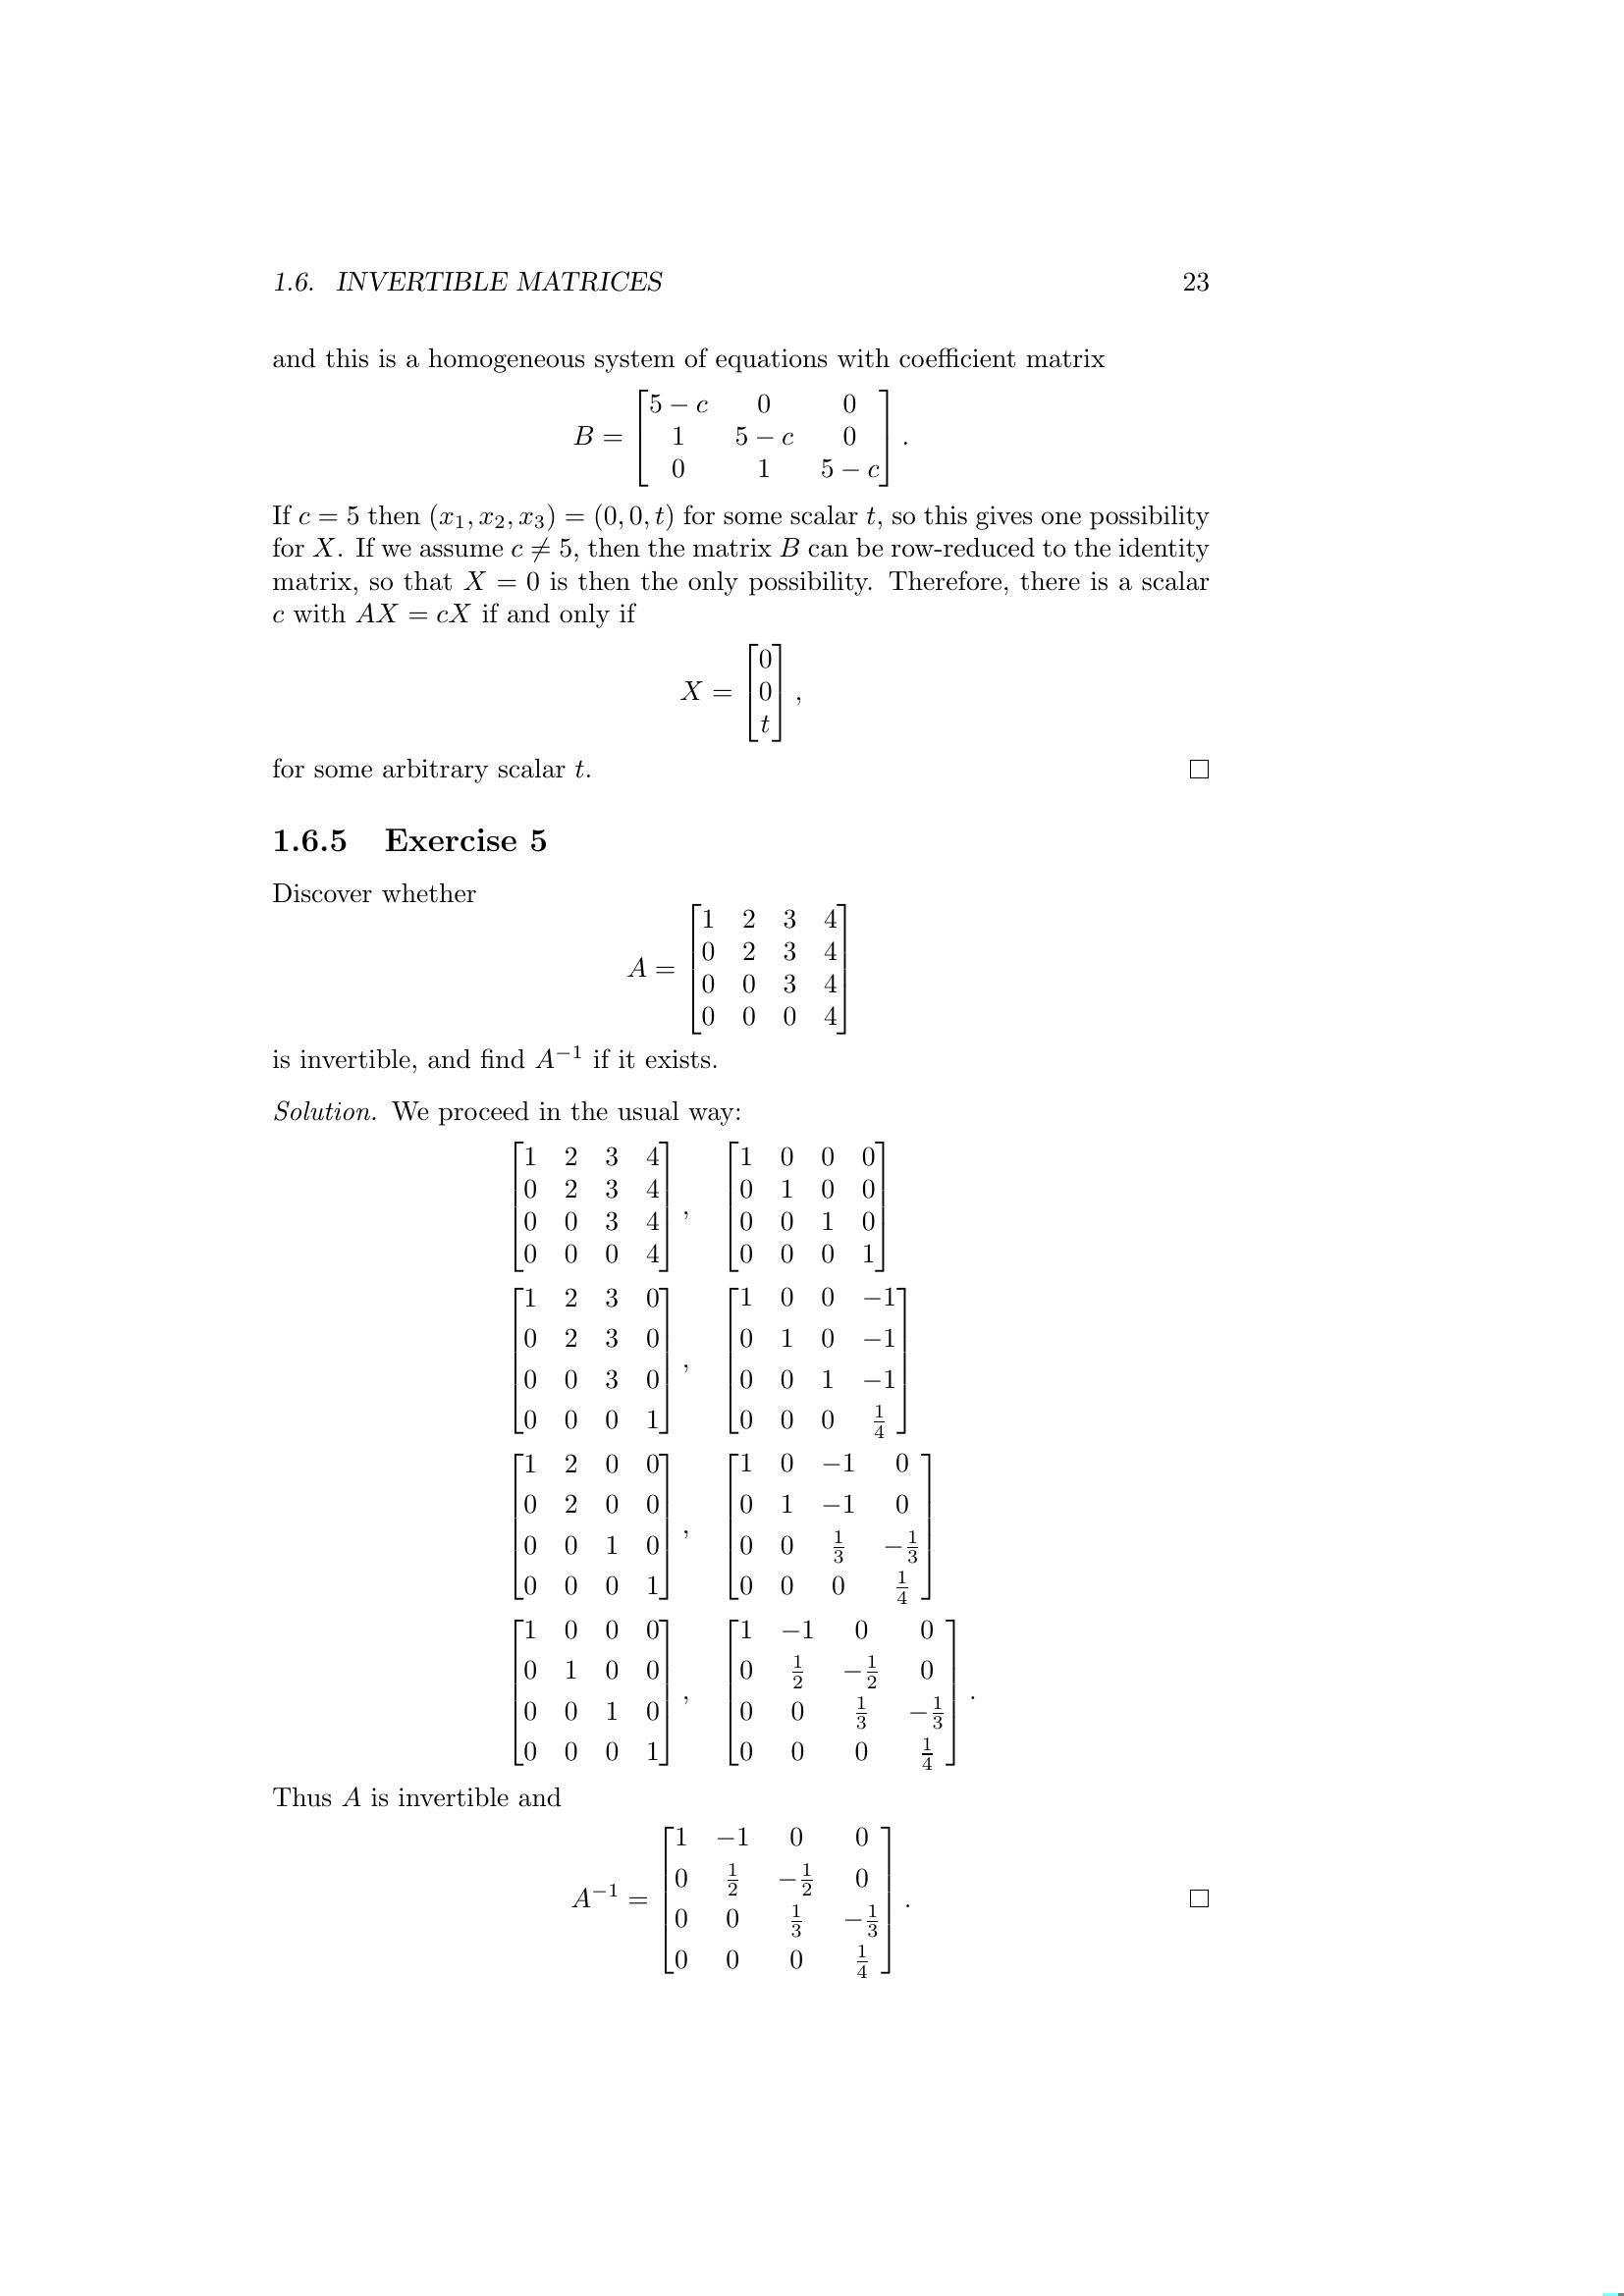 1.6. INVERTIBLE MATRICES 23
and this is a homogeneous system of equations with coefficient matrix
B = \begin{bmatrix} 5 - c & 0 & 0 \\ 1 & 5 - c & 0 \\ 0 & 1 & 5 - c \end{bmatrix}.
If c = 5 then (x₁, x₂, x₃) = (0, 0, t) for some scalar t, so this gives one possibility
for X. If we assume c ≠ 5, then the matrix B can be row-reduced to the identity
matrix, so that X = 0 is then the only possibility. Therefore, there is a scalar
c with AX = cX if and only if
X = \begin{bmatrix} 0 \\ 0 \\ t \end{bmatrix},
for some arbitrary scalar t. □
1.6.5 Exercise 5
Discover whether
A = \begin{bmatrix} 1 & 2 & 3 & 4 \\ 0 & 2 & 3 & 4 \\ 0 & 0 & 3 & 4 \\ 0 & 0 & 0 & 4 \end{bmatrix}
is invertible, and find A⁻¹ if it exists.
Solution. We proceed in the usual way:
\begin{bmatrix} 1 & 2 & 3 & 4 \\ 0 & 2 & 3 & 4 \\ 0 & 0 & 3 & 4 \\ 0 & 0 & 0 & 4 \end{bmatrix}, \begin{bmatrix} 1 & 0 & 0 & 0 \\ 0 & 1 & 0 & 0 \\ 0 & 0 & 1 & 0 \\ 0 & 0 & 0 & 1 \end{bmatrix}
\begin{bmatrix} 1 & 2 & 3 & 0 \\ 0 & 2 & 3 & 0 \\ 0 & 0 & 3 & 0 \\ 0 & 0 & 0 & 1 \end{bmatrix}, \begin{bmatrix} 1 & 0 & 0 & -1 \\ 0 & 1 & 0 & -1 \\ 0 & 0 & 1 & -1 \\ 0 & 0 & 0 & \frac{1}{4} \end{bmatrix}
\begin{bmatrix} 1 & 2 & 0 & 0 \\ 0 & 2 & 0 & 0 \\ 0 & 0 & 1 & 0 \\ 0 & 0 & 0 & 1 \end{bmatrix}, \begin{bmatrix} 1 & 0 & -1 & 0 \\ 0 & 1 & -1 & 0 \\ 0 & 0 & \frac{1}{3} & -\frac{1}{3} \\ 0 & 0 & 0 & \frac{1}{4} \end{bmatrix}
\begin{bmatrix} 1 & 0 & 0 & 0 \\ 0 & 1 & 0 & 0 \\ 0 & 0 & 1 & 0 \\ 0 & 0 & 0 & 1 \end{bmatrix}, \begin{bmatrix} 1 & -1 & 0 & 0 \\ 0 & \frac{1}{2} & -\frac{1}{2} & 0 \\ 0 & 0 & \frac{1}{3} & -\frac{1}{3} \\ 0 & 0 & 0 & \frac{1}{4} \end{bmatrix}.
Thus A is invertible and
A⁻¹ = \begin{bmatrix} 1 & -1 & 0 & 0 \\ 0 & \frac{1}{2} & -\frac{1}{2} & 0 \\ 0 & 0 & \frac{1}{3} & -\frac{1}{3} \\ 0 & 0 & 0 & \frac{1}{4} \end{bmatrix}. □